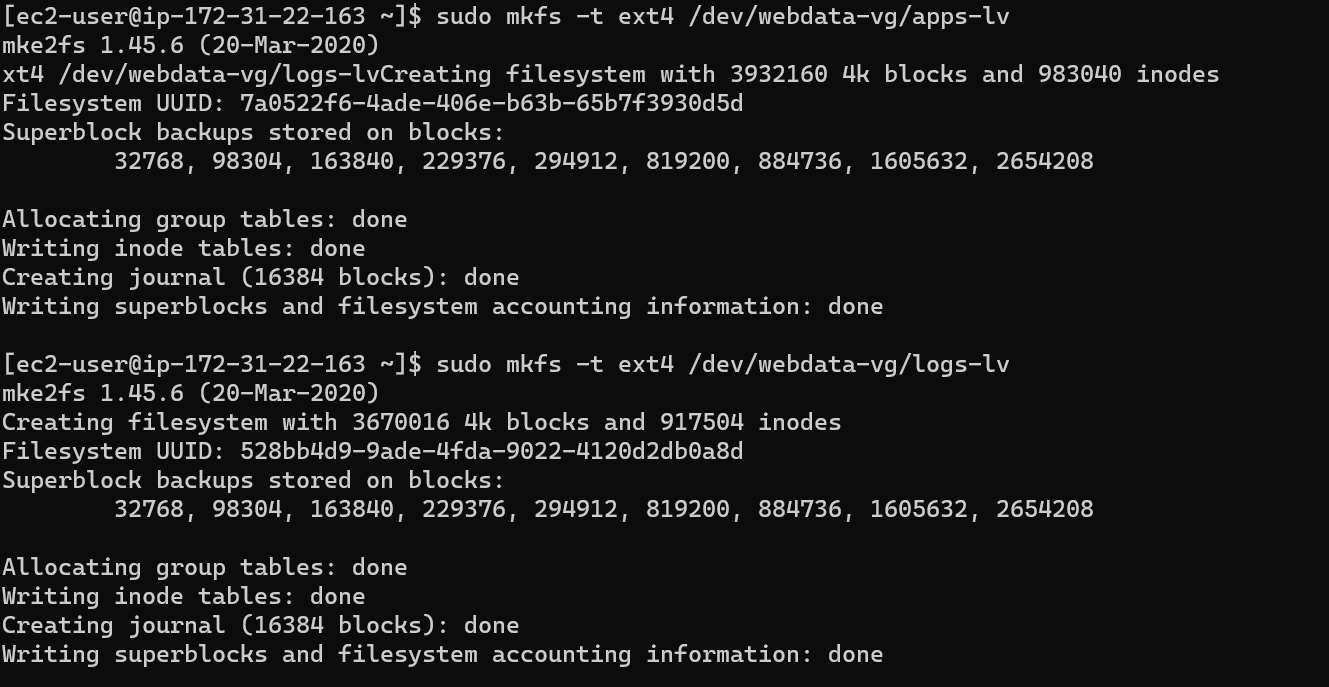 [ec2-user@ip-172-31-22-163 ~]$ sudo mkfs -t ext4 /dev/webdata-vg/apps-lv
mke2fs 1.45.6 (20-Mar-2020)
xt4 /dev/webdata-vg/logs-lvCreating filesystem with 3932160 4k blocks and 983040 inodes
Filesystem UUID: 7a0522f6-4ade-406e-b63b-65b7f3930d5d
Superblock backups stored on blocks:
        32768, 98304, 163840, 229376, 294912, 819200, 884736, 1605632, 2654208

Allocating group tables: done
Writing inode tables: done
Creating journal (16384 blocks): done
Writing superblocks and filesystem accounting information: done

[ec2-user@ip-172-31-22-163 ~]$ sudo mkfs -t ext4 /dev/webdata-vg/logs-lv
mke2fs 1.45.6 (20-Mar-2020)
Creating filesystem with 3670016 4k blocks and 917504 inodes
Filesystem UUID: 528bb4d9-9ade-4fda-9022-4120d2db0a8d
Superblock backups stored on blocks:
        32768, 98304, 163840, 229376, 294912, 819200, 884736, 1605632, 2654208

Allocating group tables: done
Writing inode tables: done
Creating journal (16384 blocks): done
Writing superblocks and filesystem accounting information: done